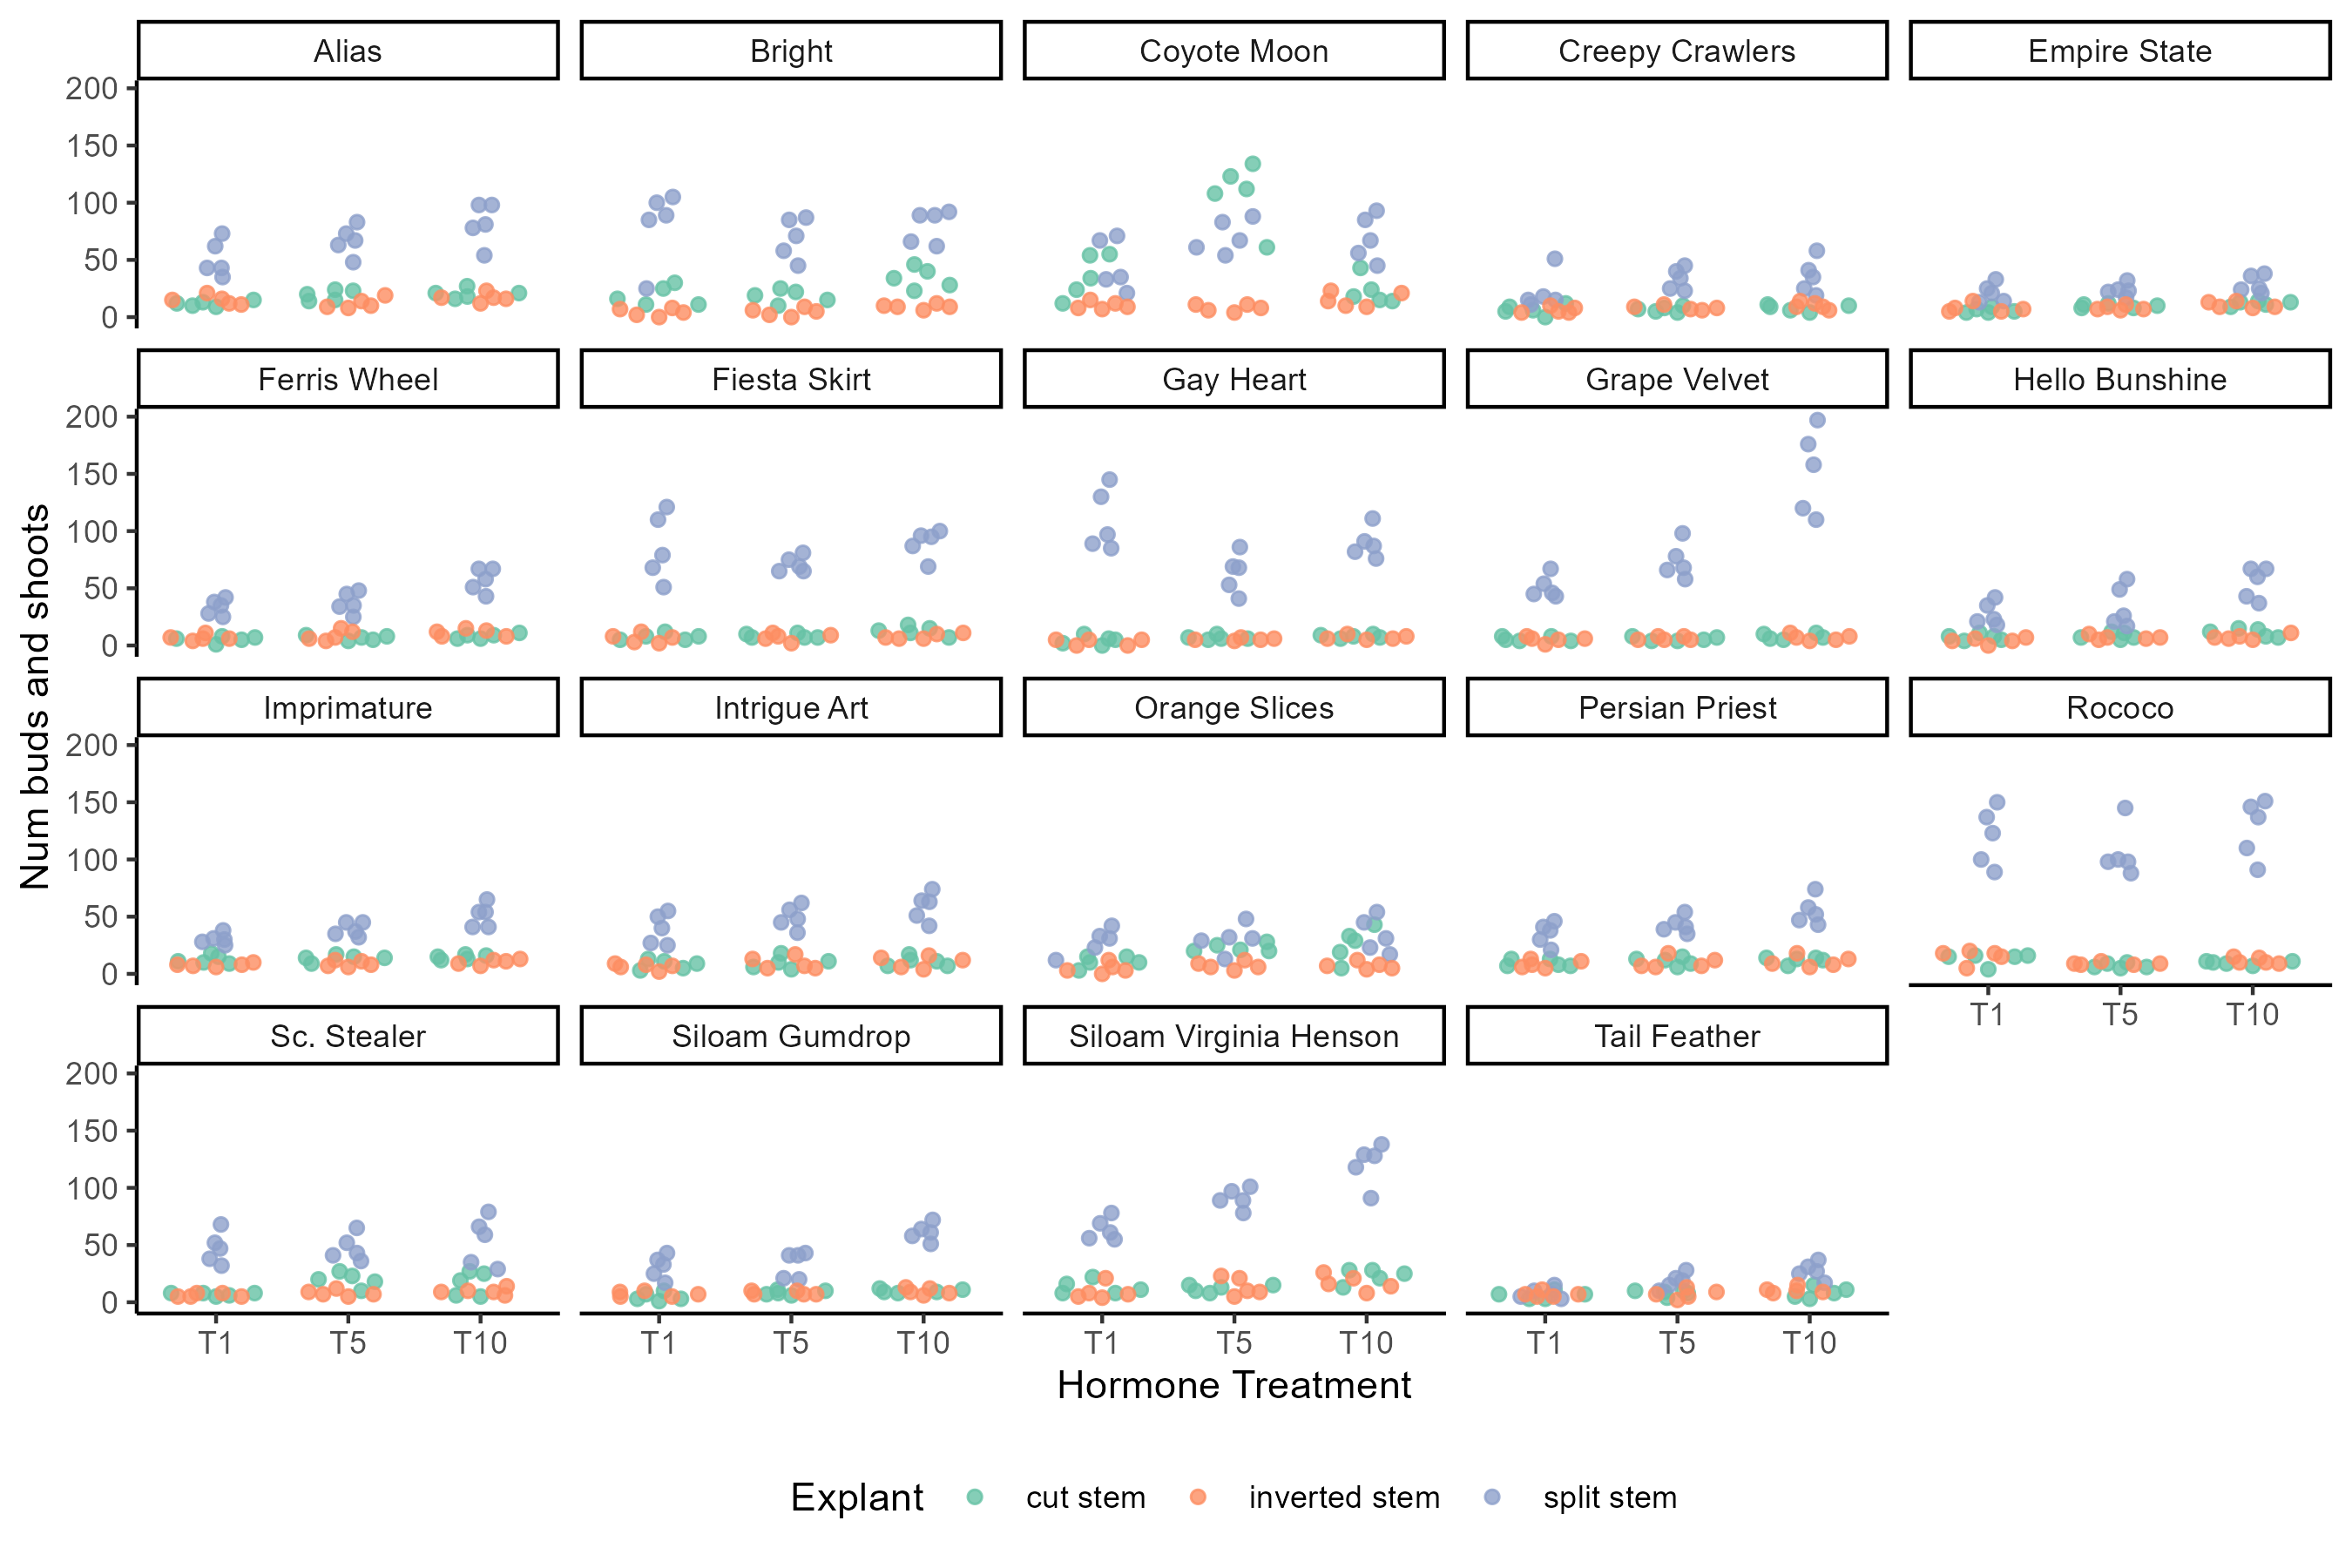 Alias
Bright
Coyote Moon
Creepy Crawlers
Empire State
200
150
100
50
0
Ferris Wheel
Fiesta Skirt
Gay Heart
Grape Velvet
Hello Bunshine
200
150
100
50
0
Num buds and shoots
Imprimature
Intrigue Art
Orange Slices
Persian Priest
Rococo
200
150
100
50
0
T1 T5 T10
Sc. Stealer
Siloam Gumdrop
Siloam Virginia Henson
Tail Feather
200
150
100
50
0
T1 T5 T10
T1 T5 T10
T1 T5 T10
T1 T5 T10
Hormone Treatment
Explant cut stem inverted stem split stem